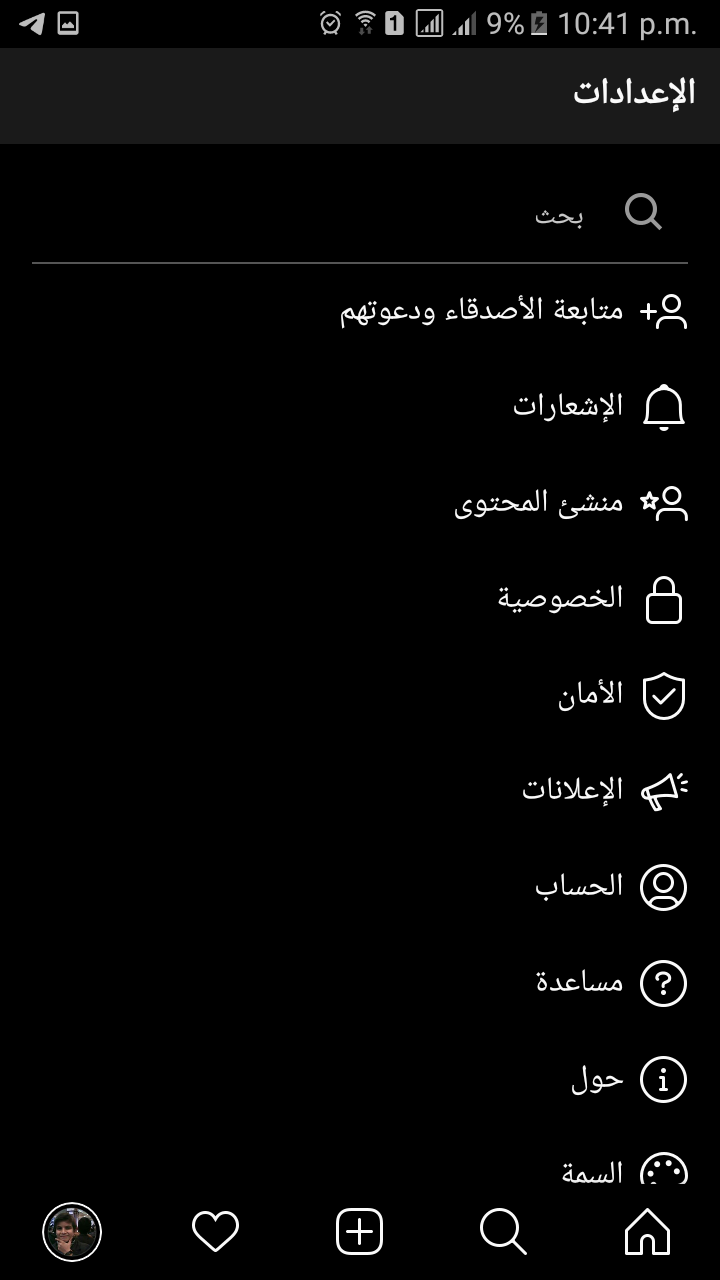 1 9% 10:41 p.m.
الإعدادات
بحث
متابعة الأصدقاء ودعوتهم
الإشعارات
منشئ المحتوى
الخصوصية
الأمان
الإعلانات
الحساب
مساعدة
حول
السمة